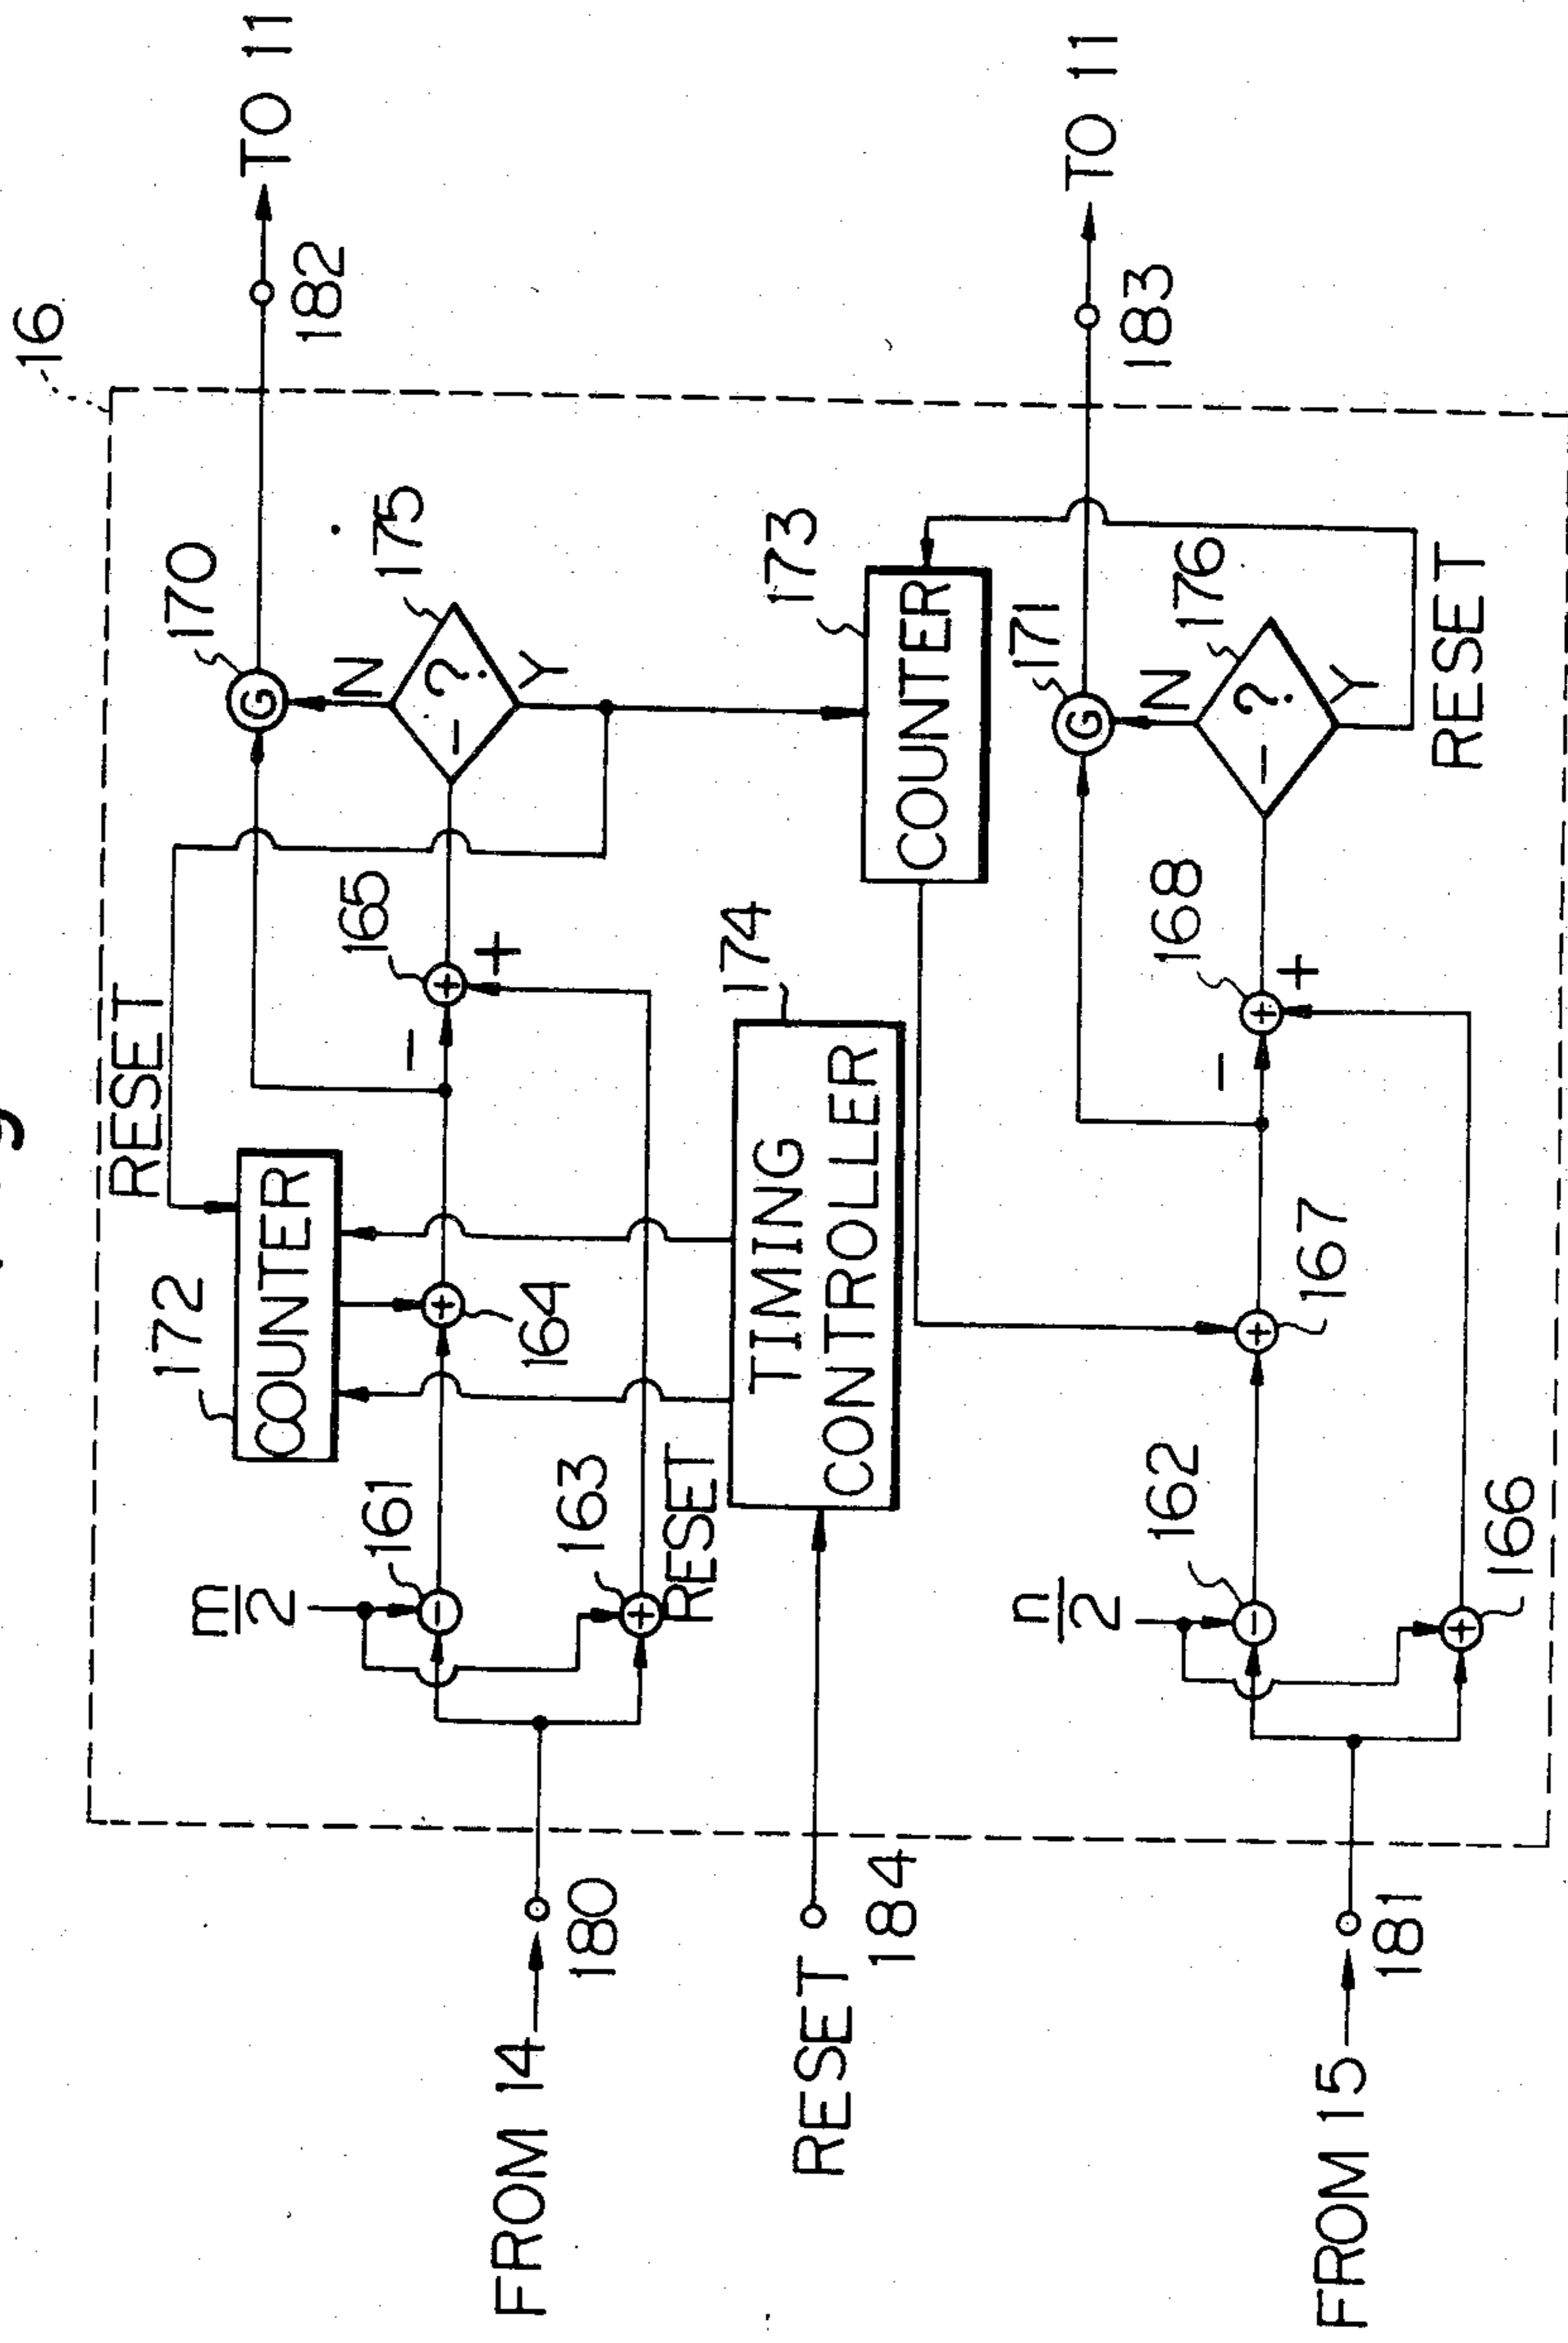 16
RESET
170
TO 11
182
172
COUNTER
G
N
175
- ?
Y
m/2
161
-
164
+
165
-
+
163
+
RESET
174
TIMING
CONTROLLER
173
COUNTER
FROM 14
180
RESET
184
171
G
N
TO 11
183
n/2
162
-
167
+
168
-
+
176
- ?
Y
RESET
166
+
FROM 15
181